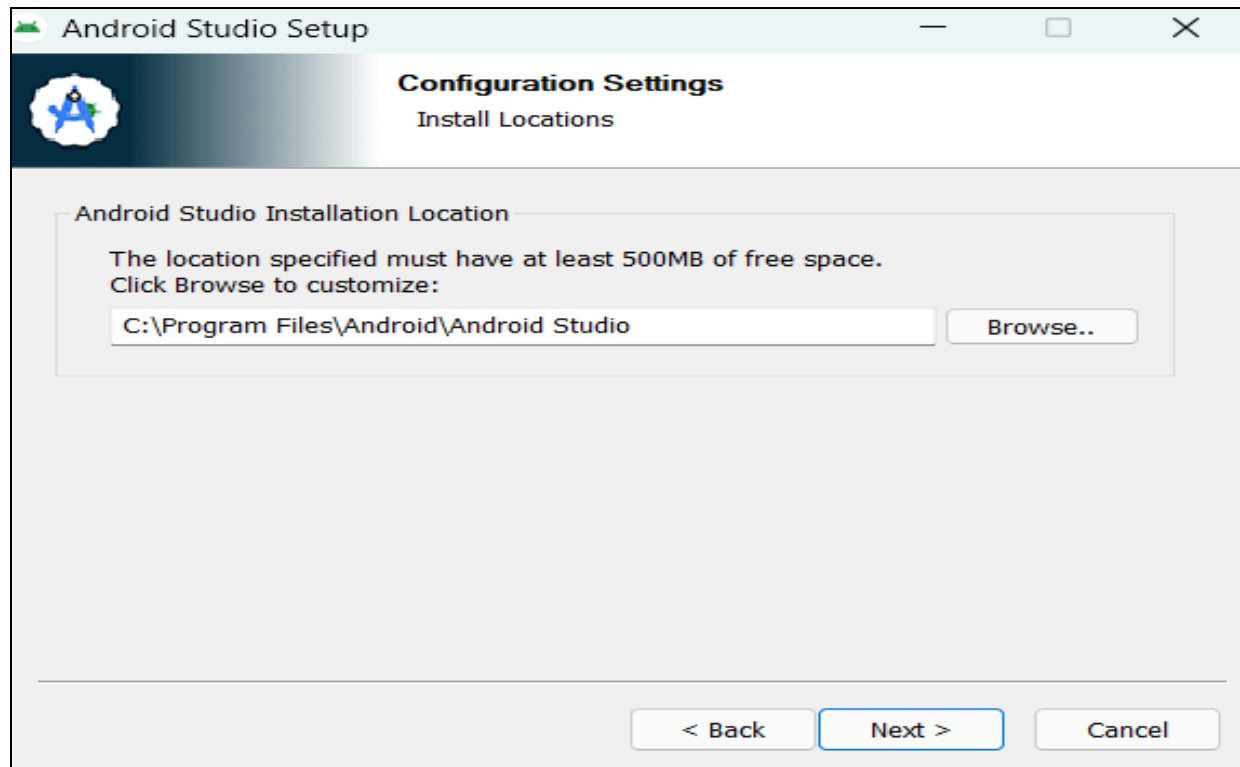 Android Studio Setup
Configuration Settings
Install Locations
Android Studio Installation Location
The location specified must have at least 500MB of free space.
Click Browse to customize:
C:\Program Files\Android\Android Studio
Browse..
< Back
Next >
Cancel